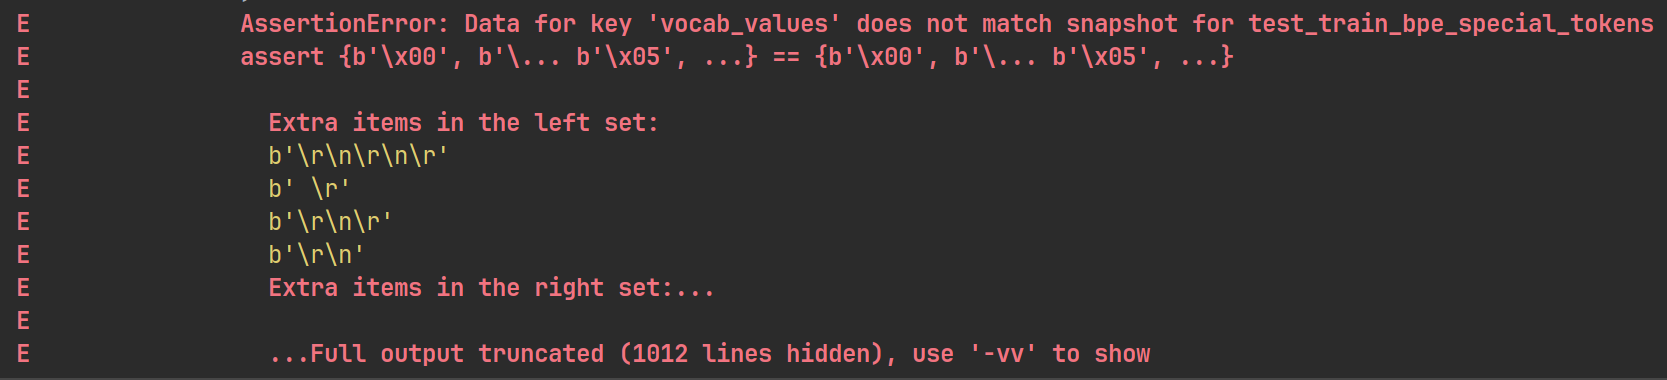 E AssertionError: Data for key 'vocab_values' does not match snapshot for test_train_bpe_special_tokens
E assert {b'\x00', b'\... b'\x05', ...} == {b'\x00', b'\... b'\x05', ...}
E
E Extra items in the left set:
E b'\r\n\r\n\r'
E b' \r'
E b'\r\n\r'
E b'\r\n'
E Extra items in the right set:...
E
E ...Full output truncated (1012 lines hidden), use '-vv' to show